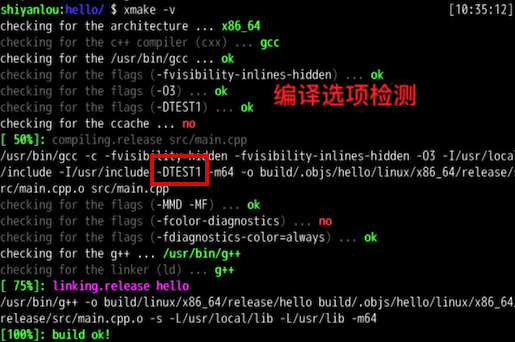 shiyanlou:hello/ $ xmake -v [10:35:12]
checking for the architecture ... x86_64
checking for the c++ compiler (cxx) ... gcc
checking for the /usr/bin/gcc ... ok
checking for the flags (-fvisibility-inlines-hidden) ... ok
checking for the flags (-O3) ... ok
编译选项检测
checking for the flags (-DTEST1) ... ok
checking for the ccache ... no
[ 50%]: compiling.release src/main.cpp
/usr/bin/gcc -c -fvisibility-hidden -fvisibility-inlines-hidden -O3 -I/usr/local
/include -I/usr/include -DTEST1 -m64 -o build/.objs/hello/linux/x86_64/release/s
rc/main.cpp.o src/main.cpp
checking for the flags (-MMD -MF) ... ok
checking for the flags (-fcolor-diagnostics) ... no
checking for the flags (-fdiagnostics-color=always) ... ok
checking for the g++ ... /usr/bin/g++
checking for the linker (ld) ... g++
[ 75%]: linking.release hello
/usr/bin/g++ -o build/linux/x86_64/release/hello build/.objs/hello/linux/x86_64/
release/src/main.cpp.o -s -L/usr/local/lib -L/usr/lib -m64
[100%]: build ok!